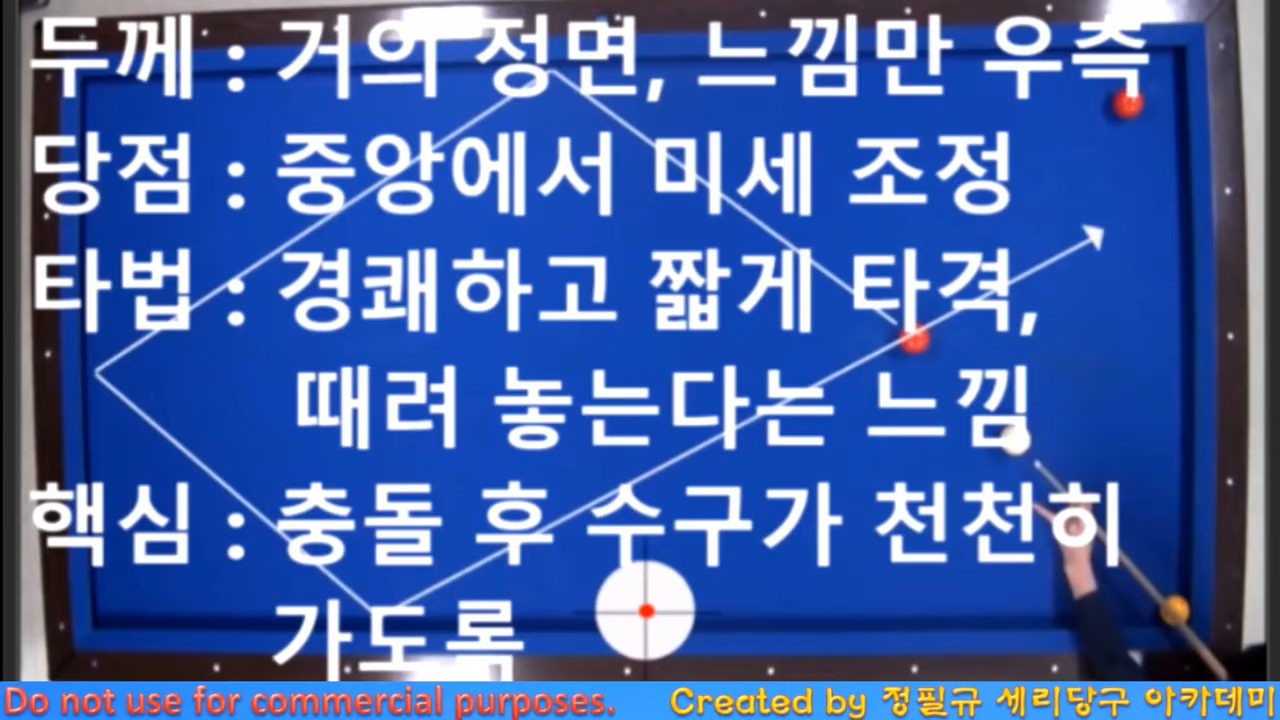 두께 : 거의 정면, 느낌만 우측
당점 : 중앙에서 미세 조정
타법 : 경쾌하고 짧게 타격,
때려 놓는다는 느낌
핵심 : 충돌 후 수구가 천천히
가도록
Do not use for commercial purposes. Created by 정필규 세리당구 아카데미